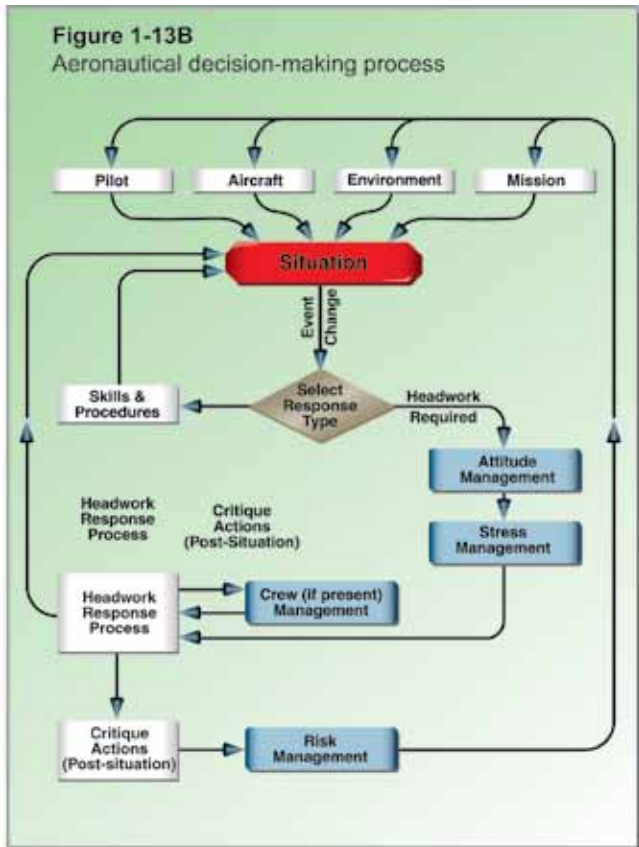 Figure 1-13B
Aeronautical decision-making process
Pilot
Aircraft
Environment
Mission
Situation
Event
Change
Skills &
Procedures
Select
Response
Type
Headwork
Required
Attitude
Management
Stress
Management
Headwork
Response
Process
Critique
Actions
(Post-Situation)
Headwork
Response
Process
Crew (if present)
Management
Critique
Actions
(Post-situation)
Risk
Management